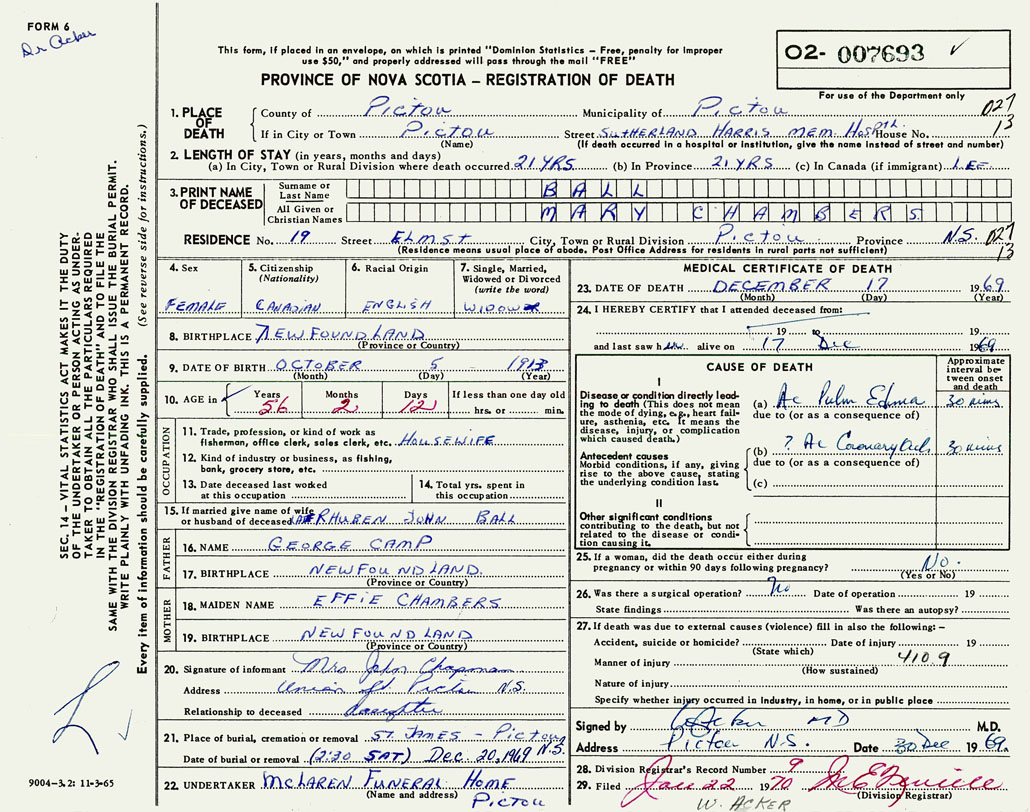 FORM 6
Dr Acker
This form, if placed in an envelope, on which is printed "Dominion Statistics – Free, penalty for improper
use $50," and properly addressed will pass through the mail "FREE"
PROVINCE OF NOVA SCOTIA – REGISTRATION OF DEATH
O2- 007693 ✓
For use of the Department only
1. PLACE OF DEATH
County of Pictou Municipality of Pictou 027
If in City or Town Pictou Street SUTHERLAND HARRIS MEM. HOSPTL. House No. 13
(Name) (If death occurred in a hospital or institution, give the name instead of street and number)
2. LENGTH OF STAY (in years, months and days)
(a) In City, Town or Rural Division where death occurred 21 YRS. (b) In Province 21 YRS (c) In Canada (if immigrant)
3. PRINT NAME OF DECEASED
Surname or Last Name BALL
All Given or Christian Names MARY CHAMBERS
RESIDENCE No. 19 Street ELM ST City, Town or Rural Division Pictou Province N.S. 027
(Residence means usual place of abode. Post Office Address for residents in rural parts not sufficient) 13
4. Sex
FEMALE
5. Citizenship
(Nationality)
CANADIAN
6. Racial Origin
ENGLISH
7. Single, Married,
Widowed or Divorced
(write the word)
WIDOW
8. BIRTHPLACE NEWFOUNDLAND
(Province or Country)
9. DATE OF BIRTH OCTOBER 5 1913
(Month) (Day) (Year)
10. AGE in ✓ Years Months Days If less than one day old
56 2 12 hrs. or min.
OCCUPATION
11. Trade, profession, or kind of work as
fisherman, office clerk, sales clerk, etc. HOUSEWIFE
12. Kind of industry or business, as fishing,
bank, grocery store, etc.
13. Date deceased last worked
at this occupation
14. Total yrs. spent in
this occupation
15. If married give name of wife
or husband of deceased LATE RHUBEN JOHN BALL
FATHER
16. NAME GEORGE CAMP
17. BIRTHPLACE NEWFOUNDLAND.
(Province or Country)
MOTHER
18. MAIDEN NAME EFFIE CHAMBERS
19. BIRTHPLACE NEWFOUNDLAND
(Province or Country)
20. Signature of informant Mrs John Chapman
Address Union St. Pictou N.S.
Relationship to deceased daughter
21. Place of burial, cremation or removal ST. JAMES – Pictou N.S.
Date of burial or removal (2:30 SAT) Dec. 20, 1969
22. UNDERTAKER McLAREN FUNERAL HOME
(Name and address) PICTOU
MEDICAL CERTIFICATE OF DEATH
23. DATE OF DEATH DECEMBER 17 1969
(Month) (Day) (Year)
24. I HEREBY CERTIFY that I attended deceased from:
19 to 19
and last saw her alive on 17 Dec 1969
CAUSE OF DEATH
Approximate
interval be-
tween onset
and death
I
Disease or condition directly lead-
ing to death (This does not mean
the mode of dying, e.g., heart fail-
ure, asthenia, etc. It means the
disease, injury, or complication
which caused death.)
(a) Ac Pulm Edema 30 mins
due to (or as a consequence of)
Antecedent causes
Morbid conditions, if any, giving
rise to the above cause, stating
the underlying condition last.
(b) ? Ac Coronary 30 mins
due to (or as a consequence of)
(c)
II
Other significant conditions
contributing to the death, but not
related to the disease or condi-
tion causing it.
25. If a woman, did the death occur either during
pregnancy or within 90 days following pregnancy? No.
(Yes or No)
26. Was there a surgical operation? No Date of operation 19
State findings Was there an autopsy?
27. If death was due to external causes (violence) fill in also the following: –
Accident, suicide or homicide? Date of injury 19
(State which)
Manner of injury 410.9
(How sustained)
Nature of injury
Specify whether injury occurred in industry, in home, or in public place
Signed by Acker MD M.D.
Address Pictou N.S. Date 30 Dec 1969.
28. Division Registrar's Record Number 9
29. Filed Jan 22 1970
(Division Registrar)
W. ACKER
SEC. 14 – VITAL STATISTICS ACT MAKES IT THE DUTY
OF THE UNDERTAKER OR PERSON ACTING AS UNDER-
TAKER TO OBTAIN ALL THE PARTICULARS REQUIRED
IN THE "REGISTRATION OF DEATH" AND TO FILE THE
SAME WITH THE DIVISION REGISTRAR WHO SHALL ISSUE THE BURIAL PERMIT.
WRITE PLAINLY WITH UNFADING INK. THIS IS A PERMANENT RECORD.
Every item of information should be carefully supplied. (See reverse side for instructions.)
9004-3.2: 11-3-65